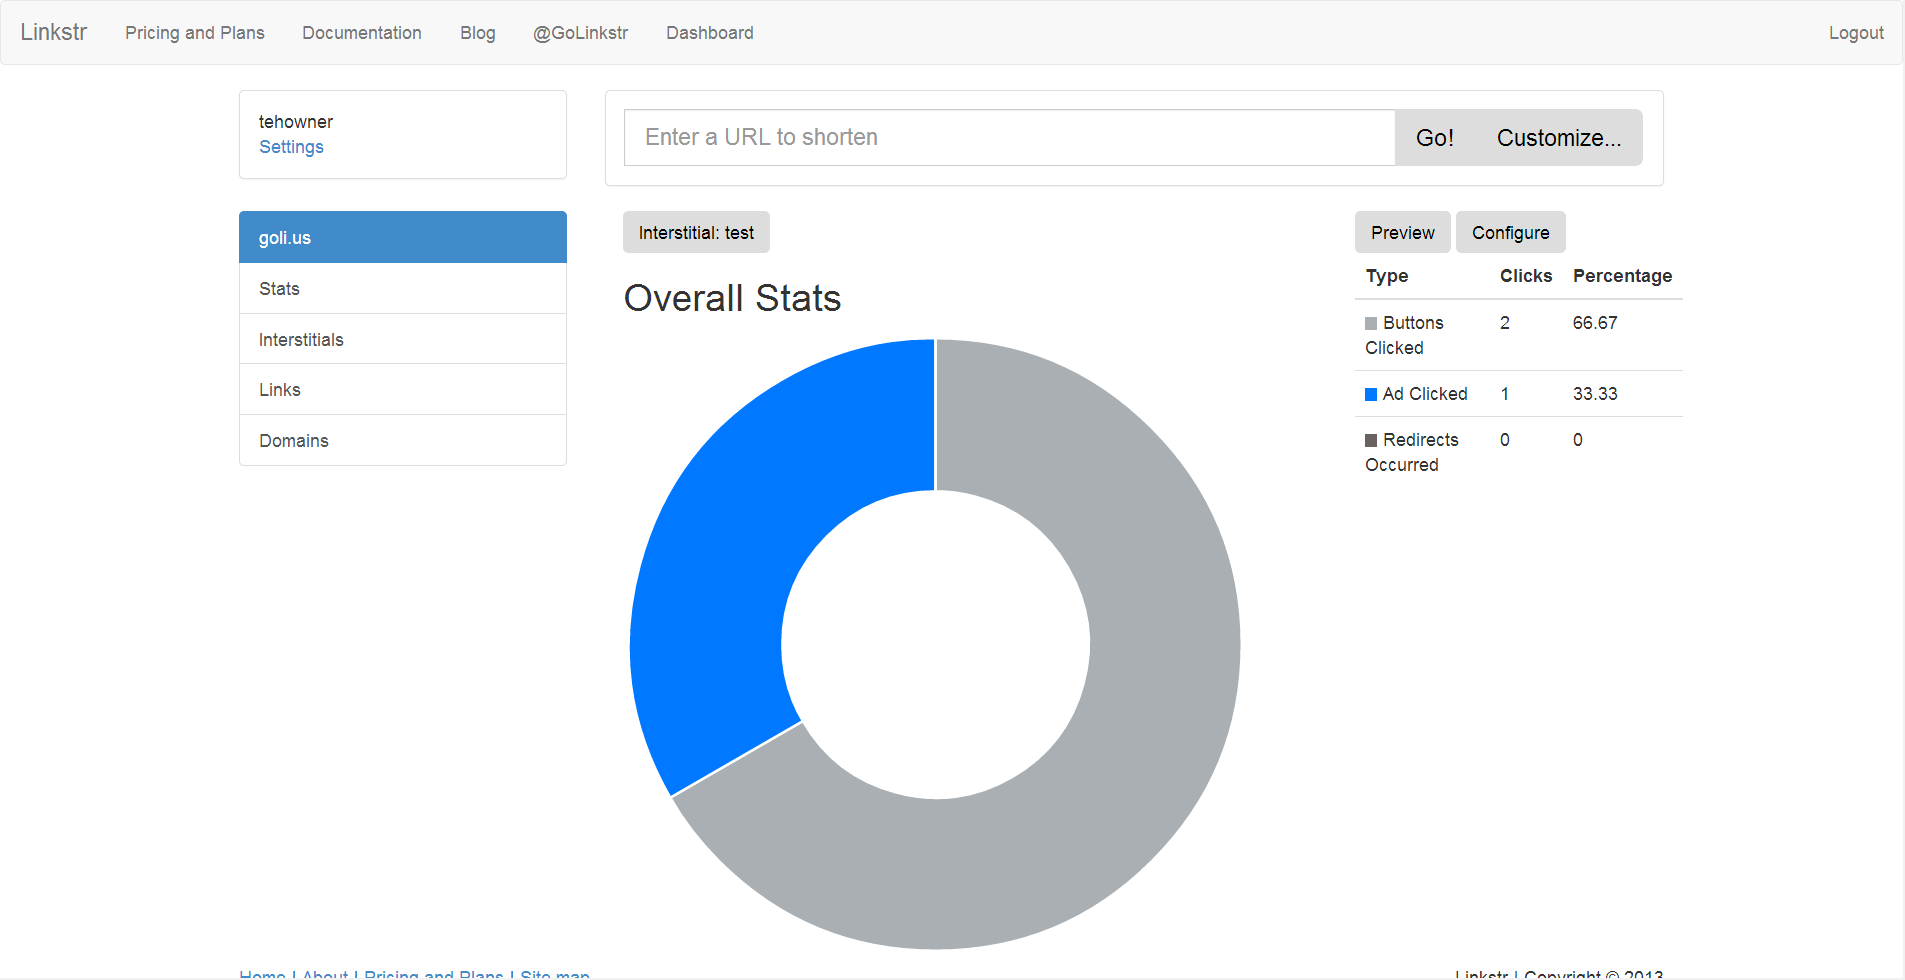 Linkstr Pricing and Plans Documentation Blog @GoLinkstr Dashboard Logout
tehowner
Settings
Enter a URL to shorten Go! Customize...
goli.us
Stats
Interstitials
Links
Domains
Interstitial: test
Overall Stats
Preview Configure
Type Clicks Percentage
Buttons 2 66.67
Clicked
Ad Clicked 1 33.33
Redirects 0 0
Occurred
Home | About | Pricing and Plans | Site map
Linkstr | Copyright © 2013